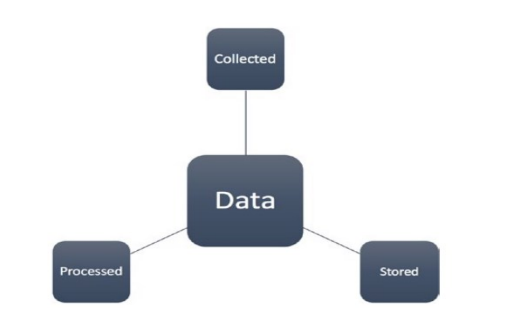 Collected
Data
Processed
Stored